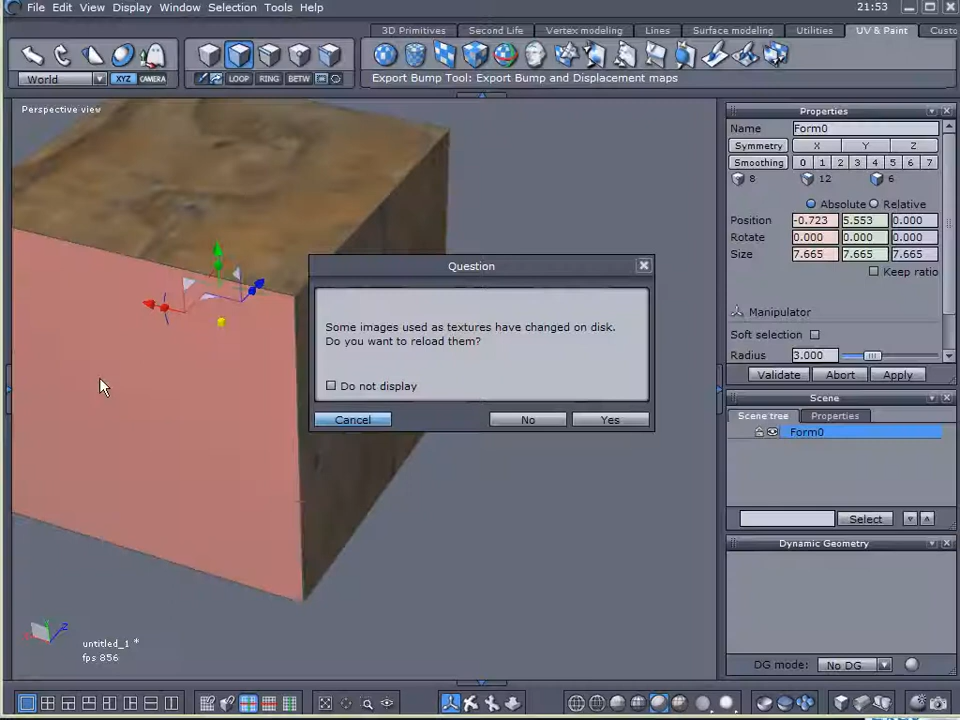 File Edit View Display Window Selection Tools Help 21:53
3D Primitives Second Life Vertex modeling Lines Surface modeling Utilities UV & Paint Custo
World XYZ CAMERA LOOP RING BETW
Export Bump Tool: Export Bump and Displacement maps
Perspective view
Properties
Name Form0
Symmetry X Y Z
Smoothing 0 1 2 3 4 5 6 7
8 12 6
Absolute Relative
Position -0.723 5.553 0.000
Rotate 0.000 0.000 0.000
Size 7.665 7.665 7.665
Keep ratio
Manipulator
Soft selection
Radius 3.000
Validate Abort Apply
Scene
Scene tree Properties
Form0
Select
Dynamic Geometry
DG mode: No DG
Question
Some images used as textures have changed on disk.
Do you want to reload them?
Do not display
Cancel No Yes
untitled_1 *
fps 856